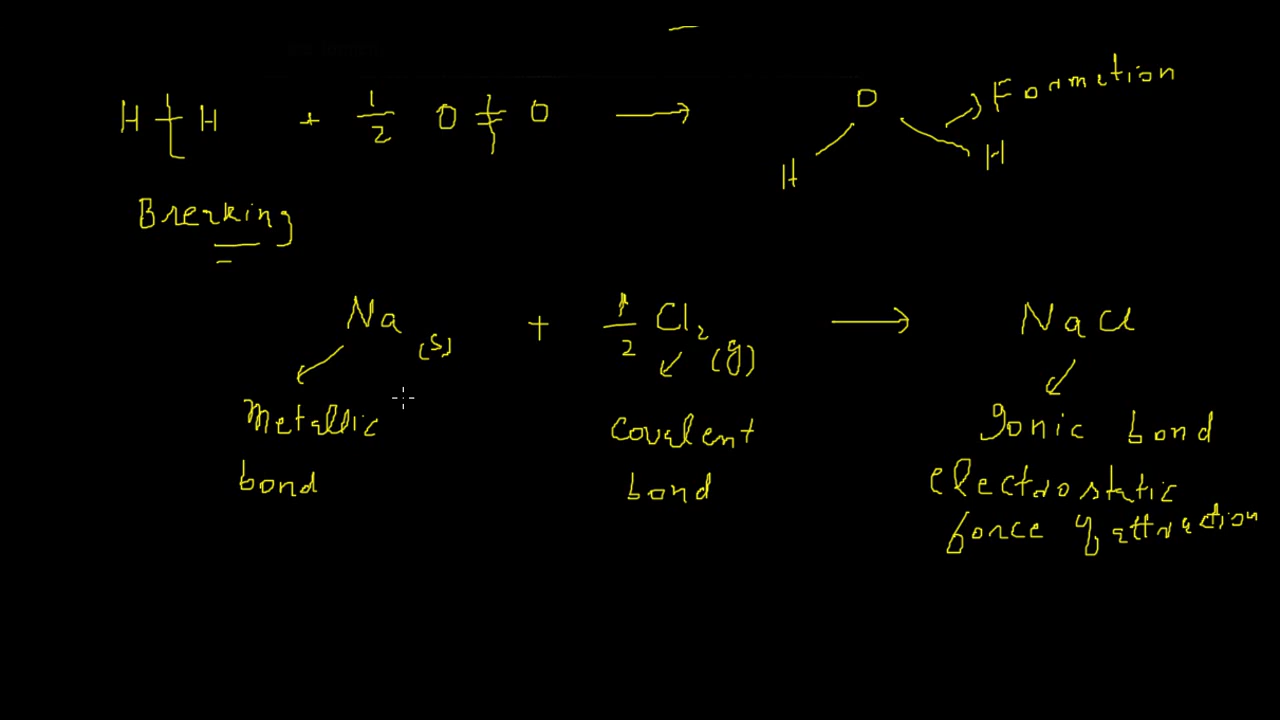 H-H + 1/2 O=O → O Formation
H H
Breaking
Na(s) + 1/2 Cl2(g) → NaCl
Metallic covalent Ionic bond
bond bond electrostatic
force of attraction